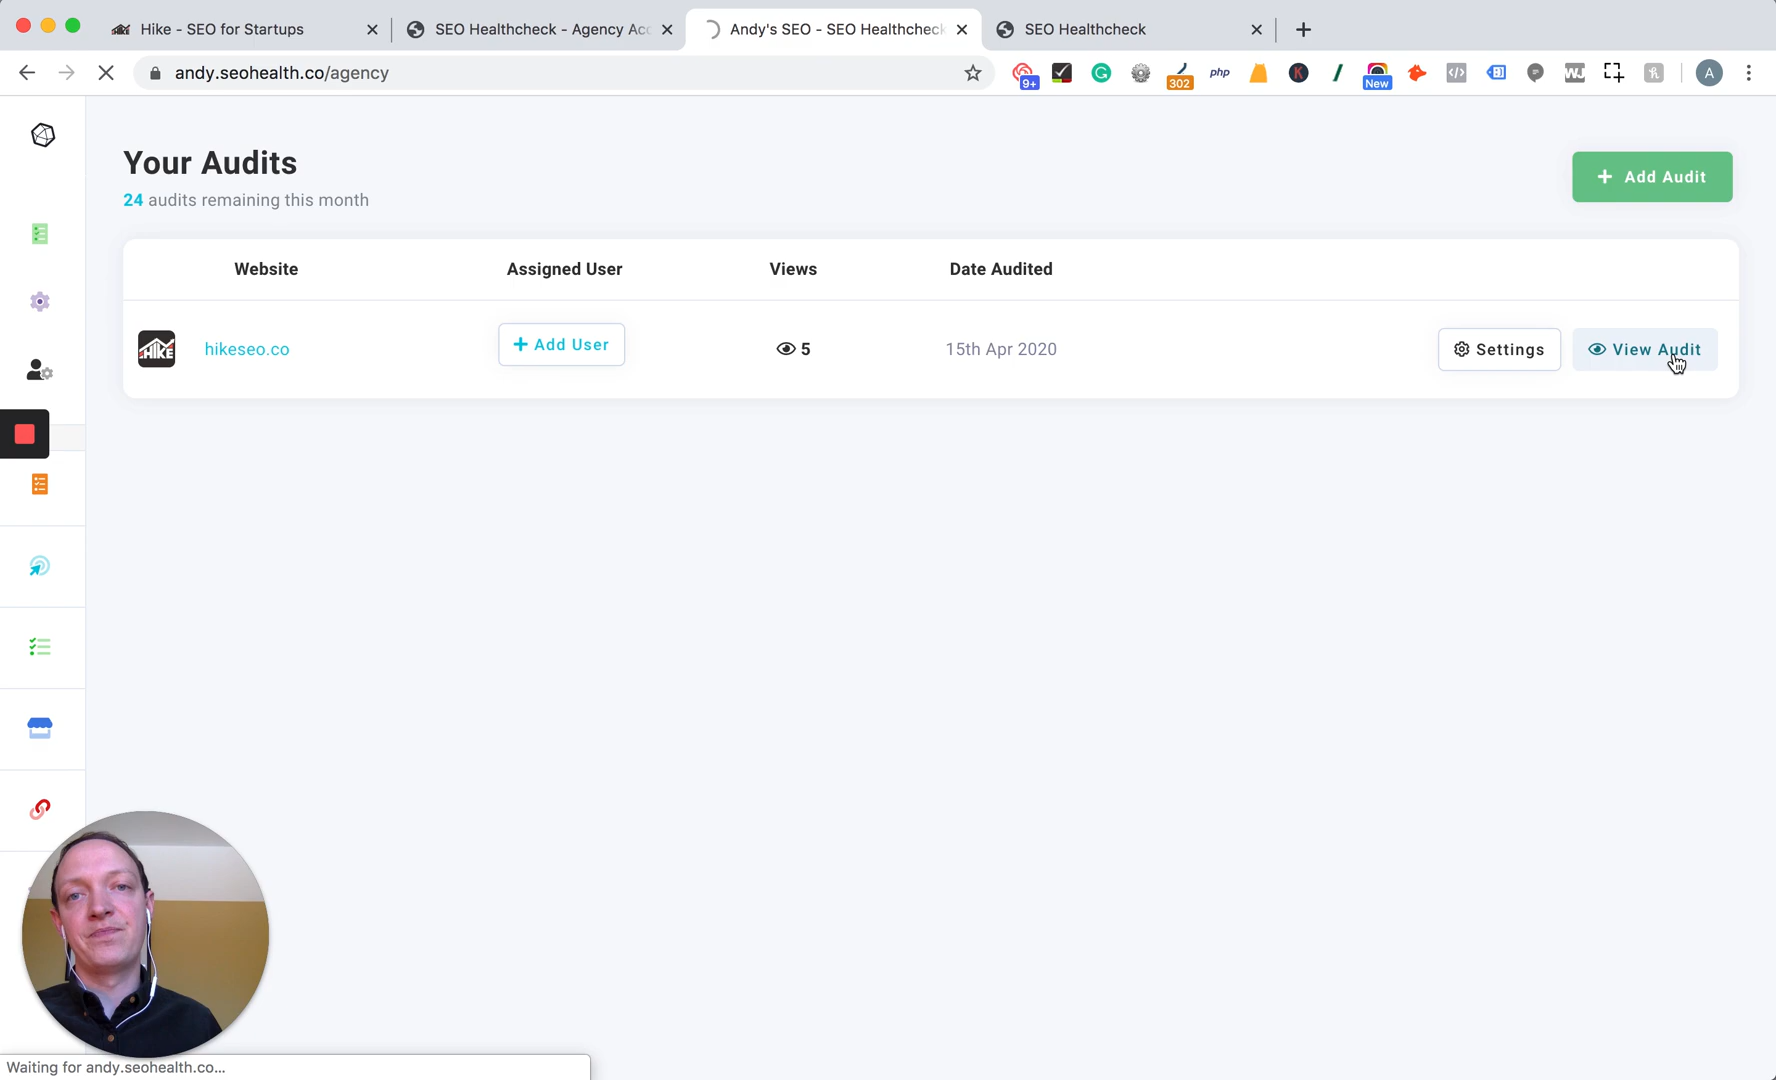 Hike - SEO for Startups
SEO Healthcheck - Agency Acc
Andy's SEO - SEO Healthcheck
SEO Healthcheck
andy.seohealth.co/agency
9+
302
php
K
New
A
Your Audits
24 audits remaining this month
+ Add Audit
Website
Assigned User
Views
Date Audited
HIKE
hikeseo.co
+ Add User
5
15th Apr 2020
Settings
View Audit
Waiting for andy.seohealth.co...